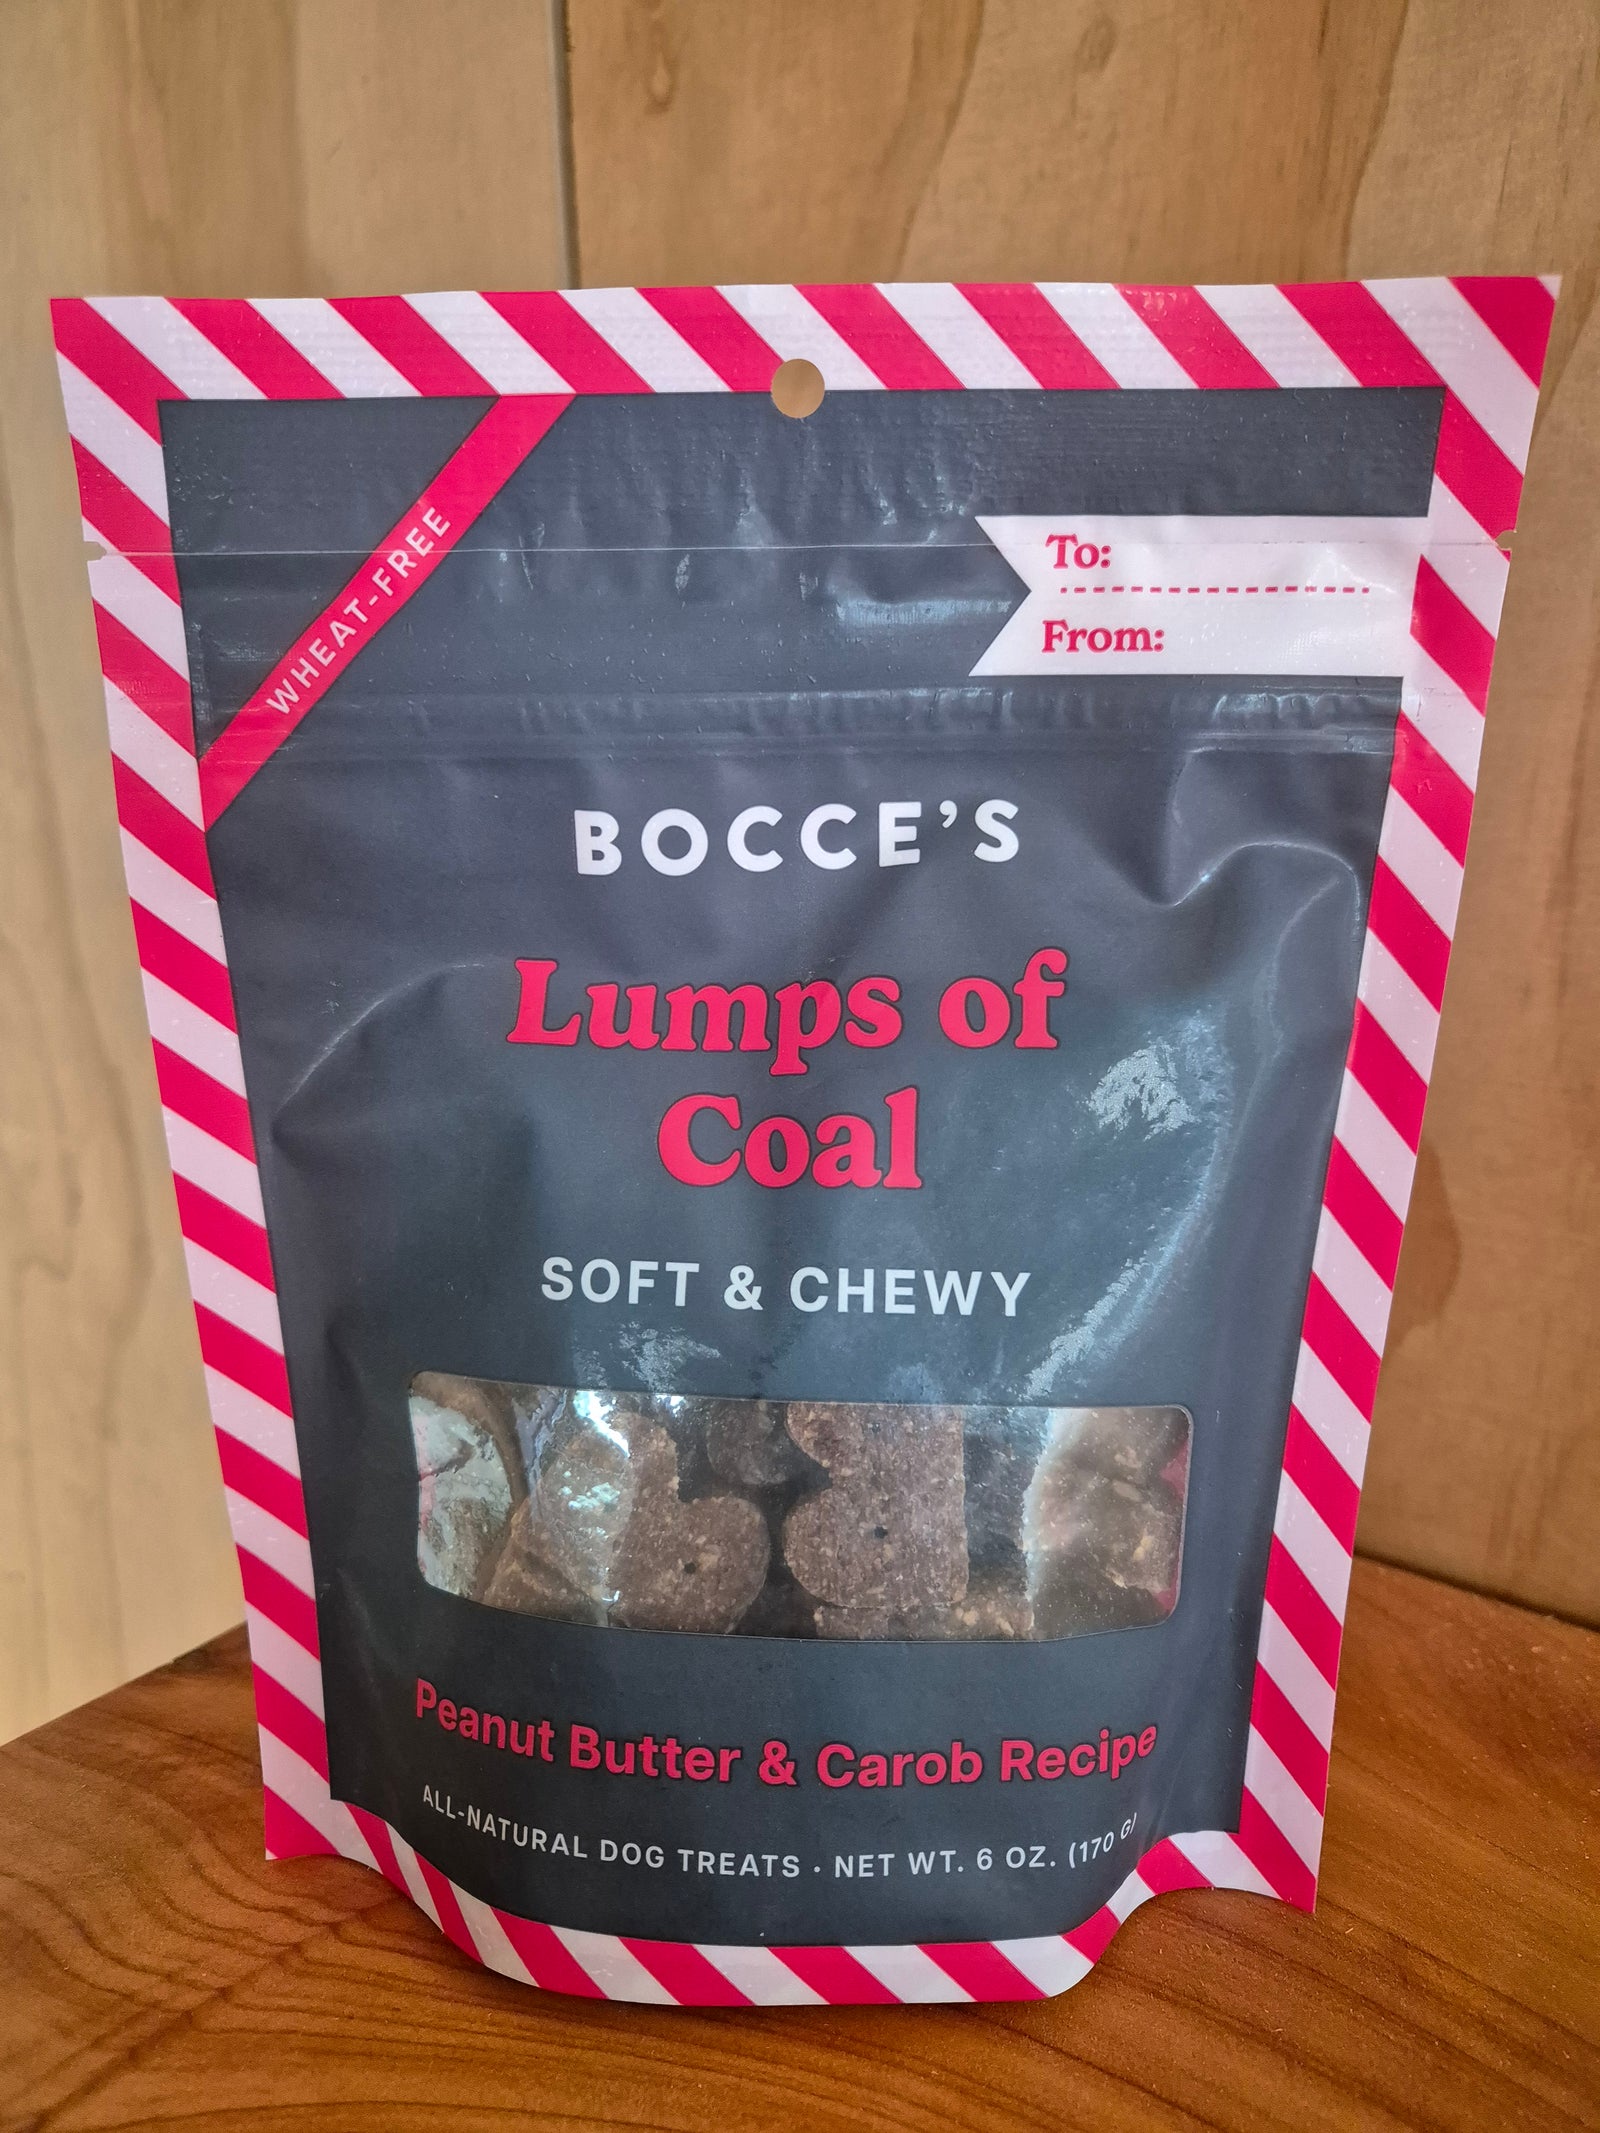 WHEAT-FREE
To:
From:
BOCCE'S
Lumps of
Coal
SOFT & CHEWY
Peanut Butter & Carob Recipe
ALL-NATURAL DOG TREATS • NET WT. 6 OZ. (170 G)